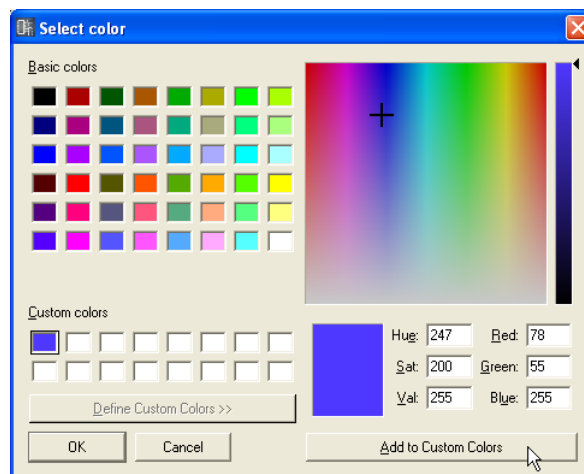 Select color
Basic colors
Custom colors
Define Custom Colors >>
OK
Cancel
Hue: 247
Red: 78
Sat: 200
Green: 55
Val: 255
Blue: 255
Add to Custom Colors